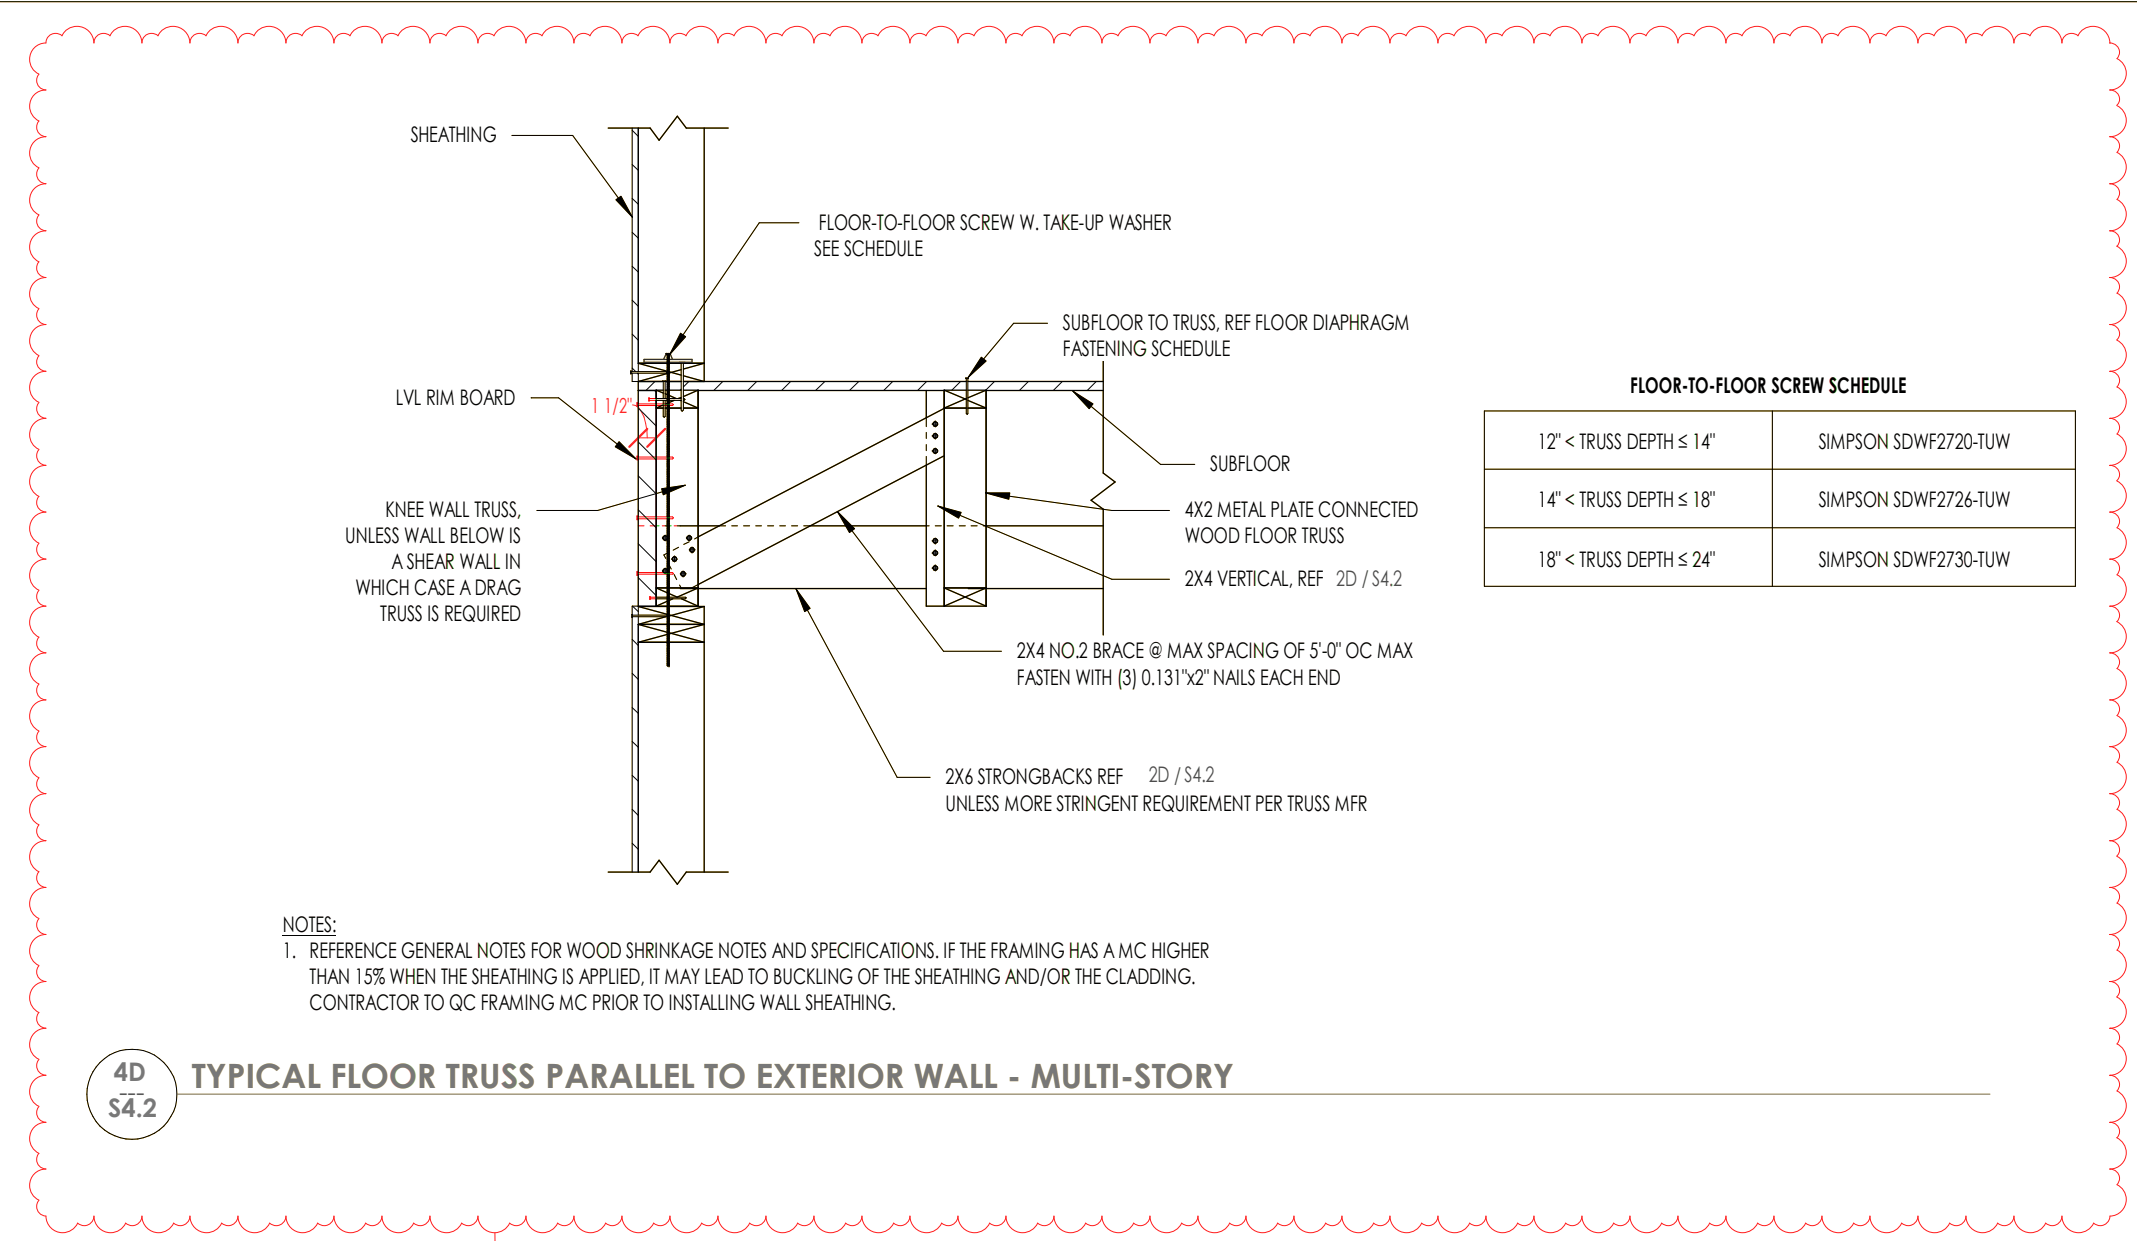 SHEATHING
FLOOR-TO-FLOOR SCREW W. TAKE-UP WASHER
SEE SCHEDULE
SUBFLOOR TO TRUSS, REF FLOOR DIAPHRAGM
FASTENING SCHEDULE
LVL RIM BOARD
1 1/2"
SUBFLOOR
KNEE WALL TRUSS,
UNLESS WALL BELOW IS
A SHEAR WALL IN
WHICH CASE A DRAG
TRUSS IS REQUIRED
4X2 METAL PLATE CONNECTED
WOOD FLOOR TRUSS
2X4 VERTICAL, REF 2D / S4.2
2X4 NO.2 BRACE @ MAX SPACING OF 5'-0" OC MAX
FASTEN WITH (3) 0.131"x2" NAILS EACH END
2X6 STRONGBACKS REF 2D / S4.2
UNLESS MORE STRINGENT REQUIREMENT PER TRUSS MFR
FLOOR-TO-FLOOR SCREW SCHEDULE
12" < TRUSS DEPTH ≤ 14" SIMPSON SDWF2720-TUW
14" < TRUSS DEPTH ≤ 18" SIMPSON SDWF2726-TUW
18" < TRUSS DEPTH ≤ 24" SIMPSON SDWF2730-TUW
NOTES:
1. REFERENCE GENERAL NOTES FOR WOOD SHRINKAGE NOTES AND SPECIFICATIONS. IF THE FRAMING HAS A MC HIGHER
THAN 15% WHEN THE SHEATHING IS APPLIED, IT MAY LEAD TO BUCKLING OF THE SHEATHING AND/OR THE CLADDING.
CONTRACTOR TO QC FRAMING MC PRIOR TO INSTALLING WALL SHEATHING.
4D
---
S4.2
TYPICAL FLOOR TRUSS PARALLEL TO EXTERIOR WALL - MULTI-STORY